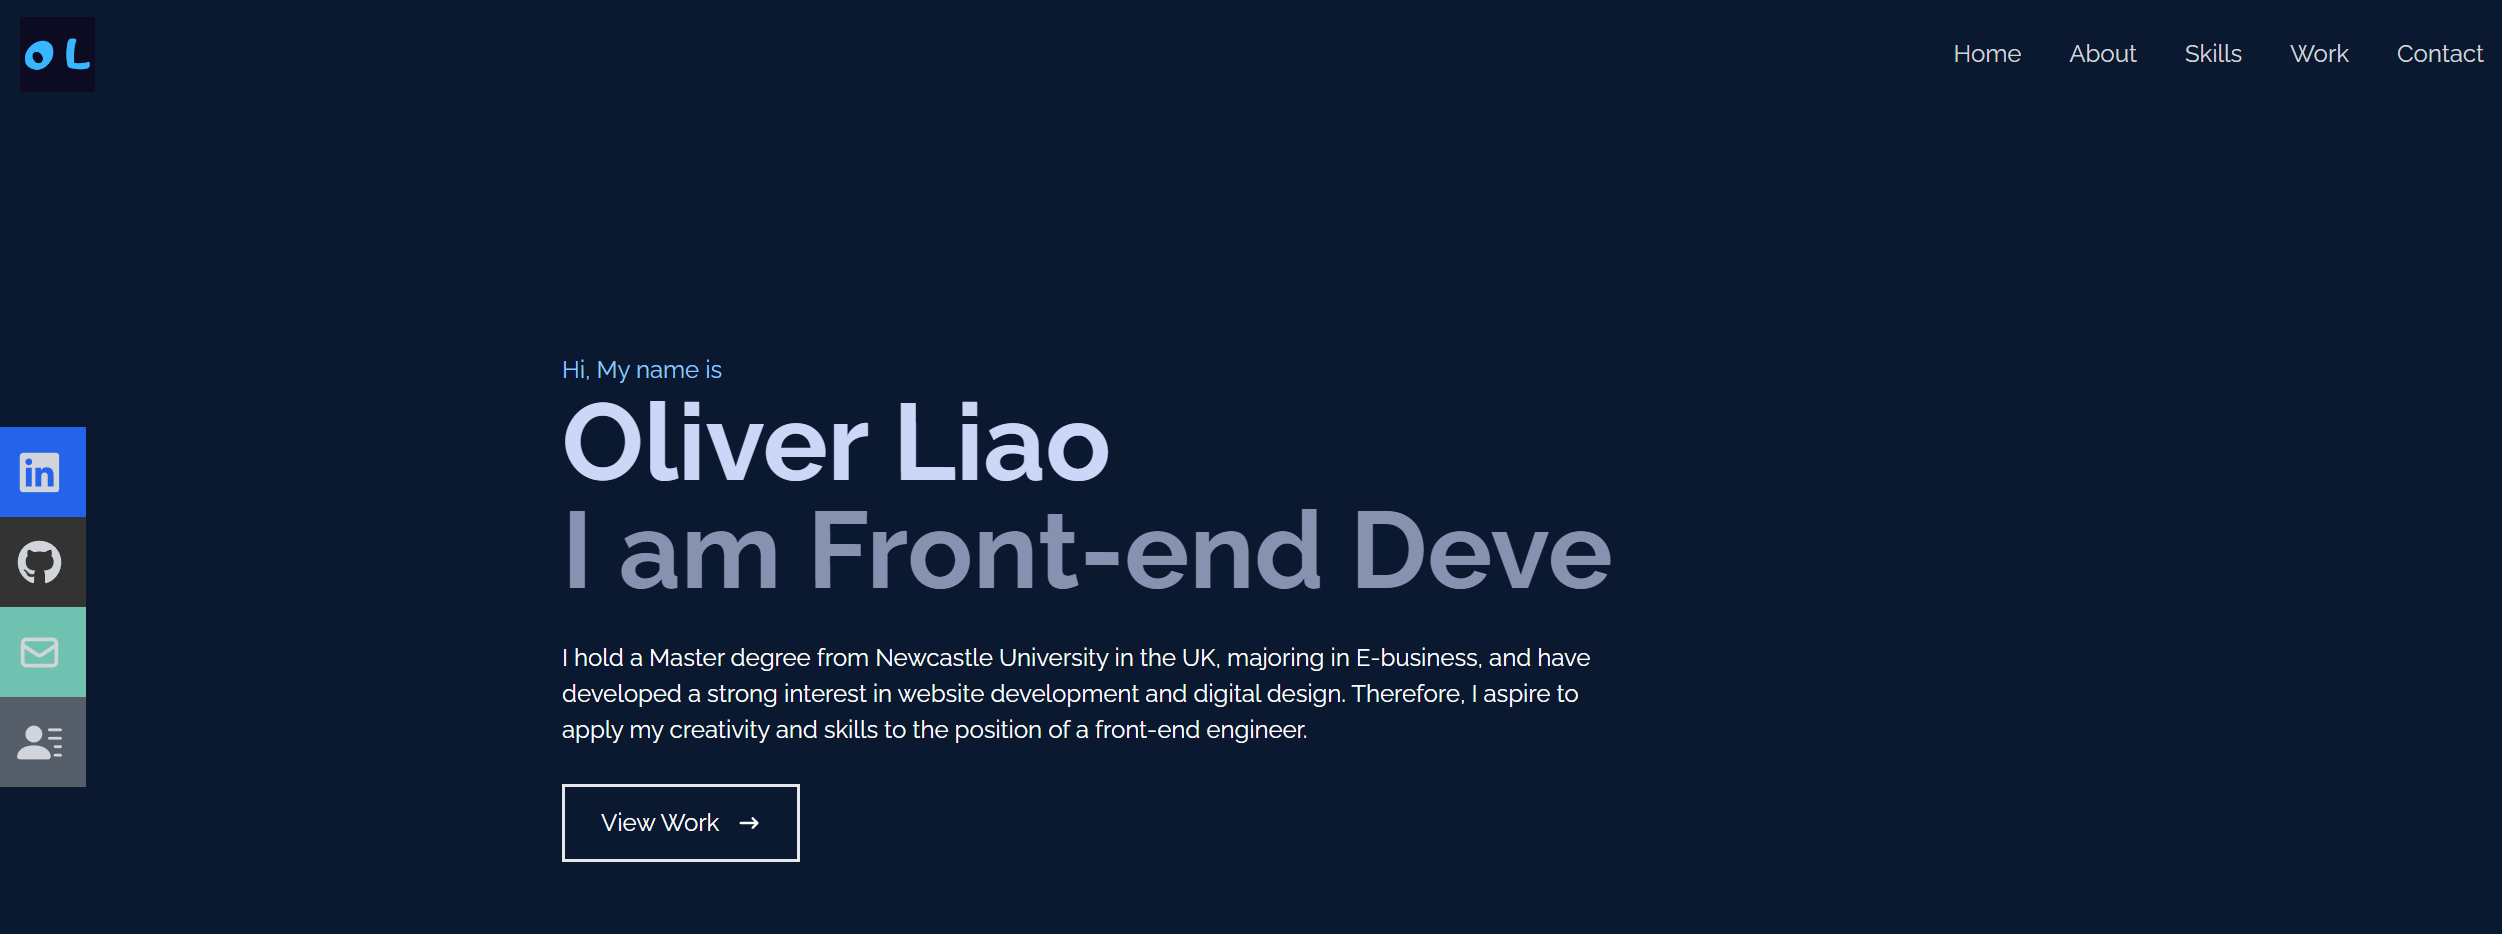 OL
Home About Skills Work Contact
Hi, My name is
Oliver Liao
I am Front-end Deve
in
I hold a Master degree from Newcastle University in the UK, majoring in E-business, and have
developed a strong interest in website development and digital design. Therefore, I aspire to
apply my creativity and skills to the position of a front-end engineer.
View Work